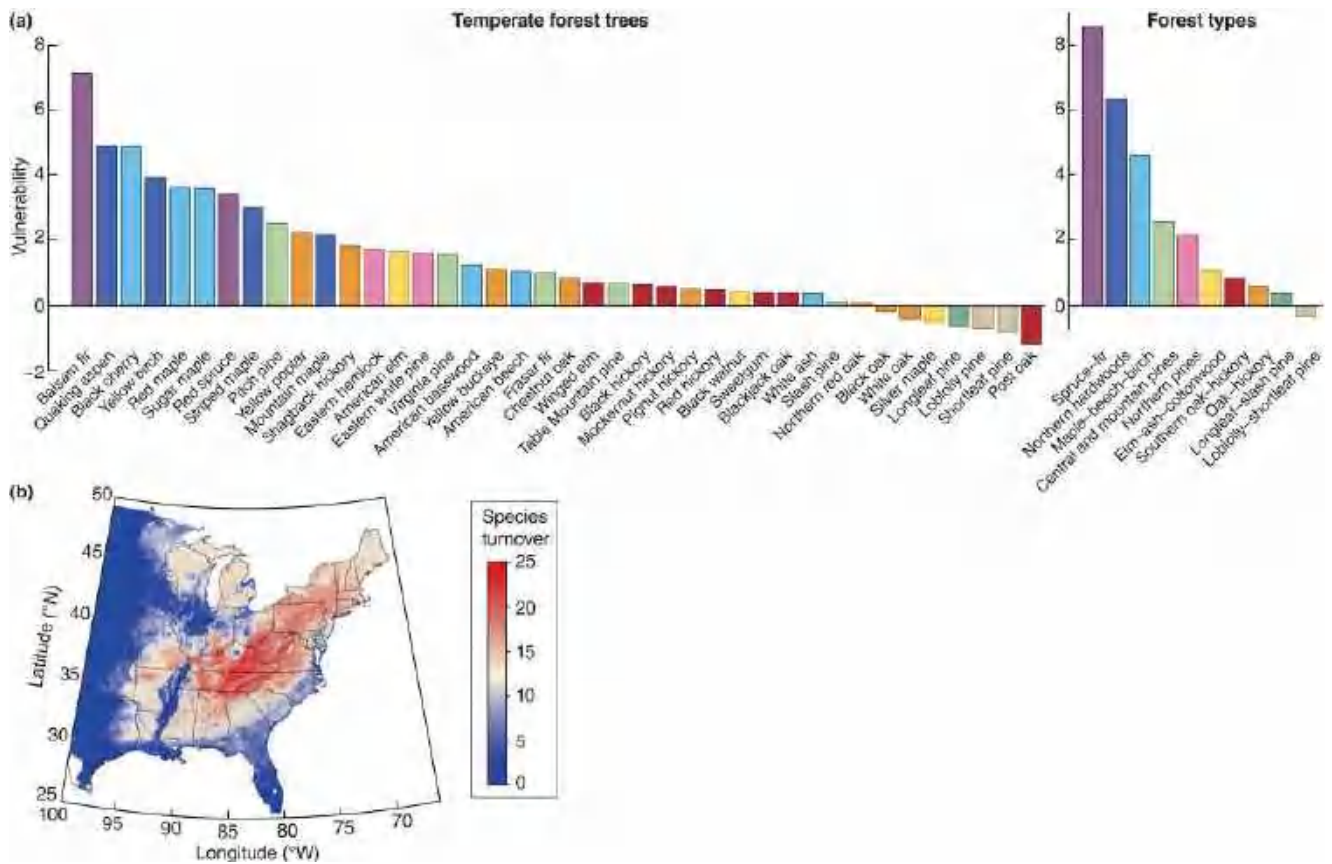 (a)
Temperate forest trees
Forest types
8
6
4
2
0
−2
Vulnerability
Balsam fir
Quaking aspen
Black cherry
Yellow birch
Red maple
Sugar maple
Red spruce
Striped maple
Patch pine
Yellow poplar
Mountain maple
Shagbark hickory
Eastern hemlock
American elm
Eastern white pine
Virginia pine
American basswood
Yellow buckeye
American beech
Fraser fir
Chestnut oak
Winged elm
Table Mountain pine
Black hickory
Mockernut hickory
Pignut hickory
Red hickory
Black walnut
Sweetgum
Blackjack oak
White ash
Slash pine
Northern red oak
Black oak
White oak
Silver maple
Longleaf pine
Loblolly pine
Shortleaf pine
Post oak
8
6
4
2
0
Spruce–fir
Northern hardwoods
Maple–beech–birch
Central and mountain pines
Northern pines
Elm–ash–cottonwood
Southern oak–hickory
Oak–hickory
Longleaf–slash pine
Loblolly–shortleaf pine
(b)
50
45
40
35
30
25
Latitude (°N)
100
95
90
85
80
75
70
Longitude (°W)
Species
turnover
25
20
15
10
5
0